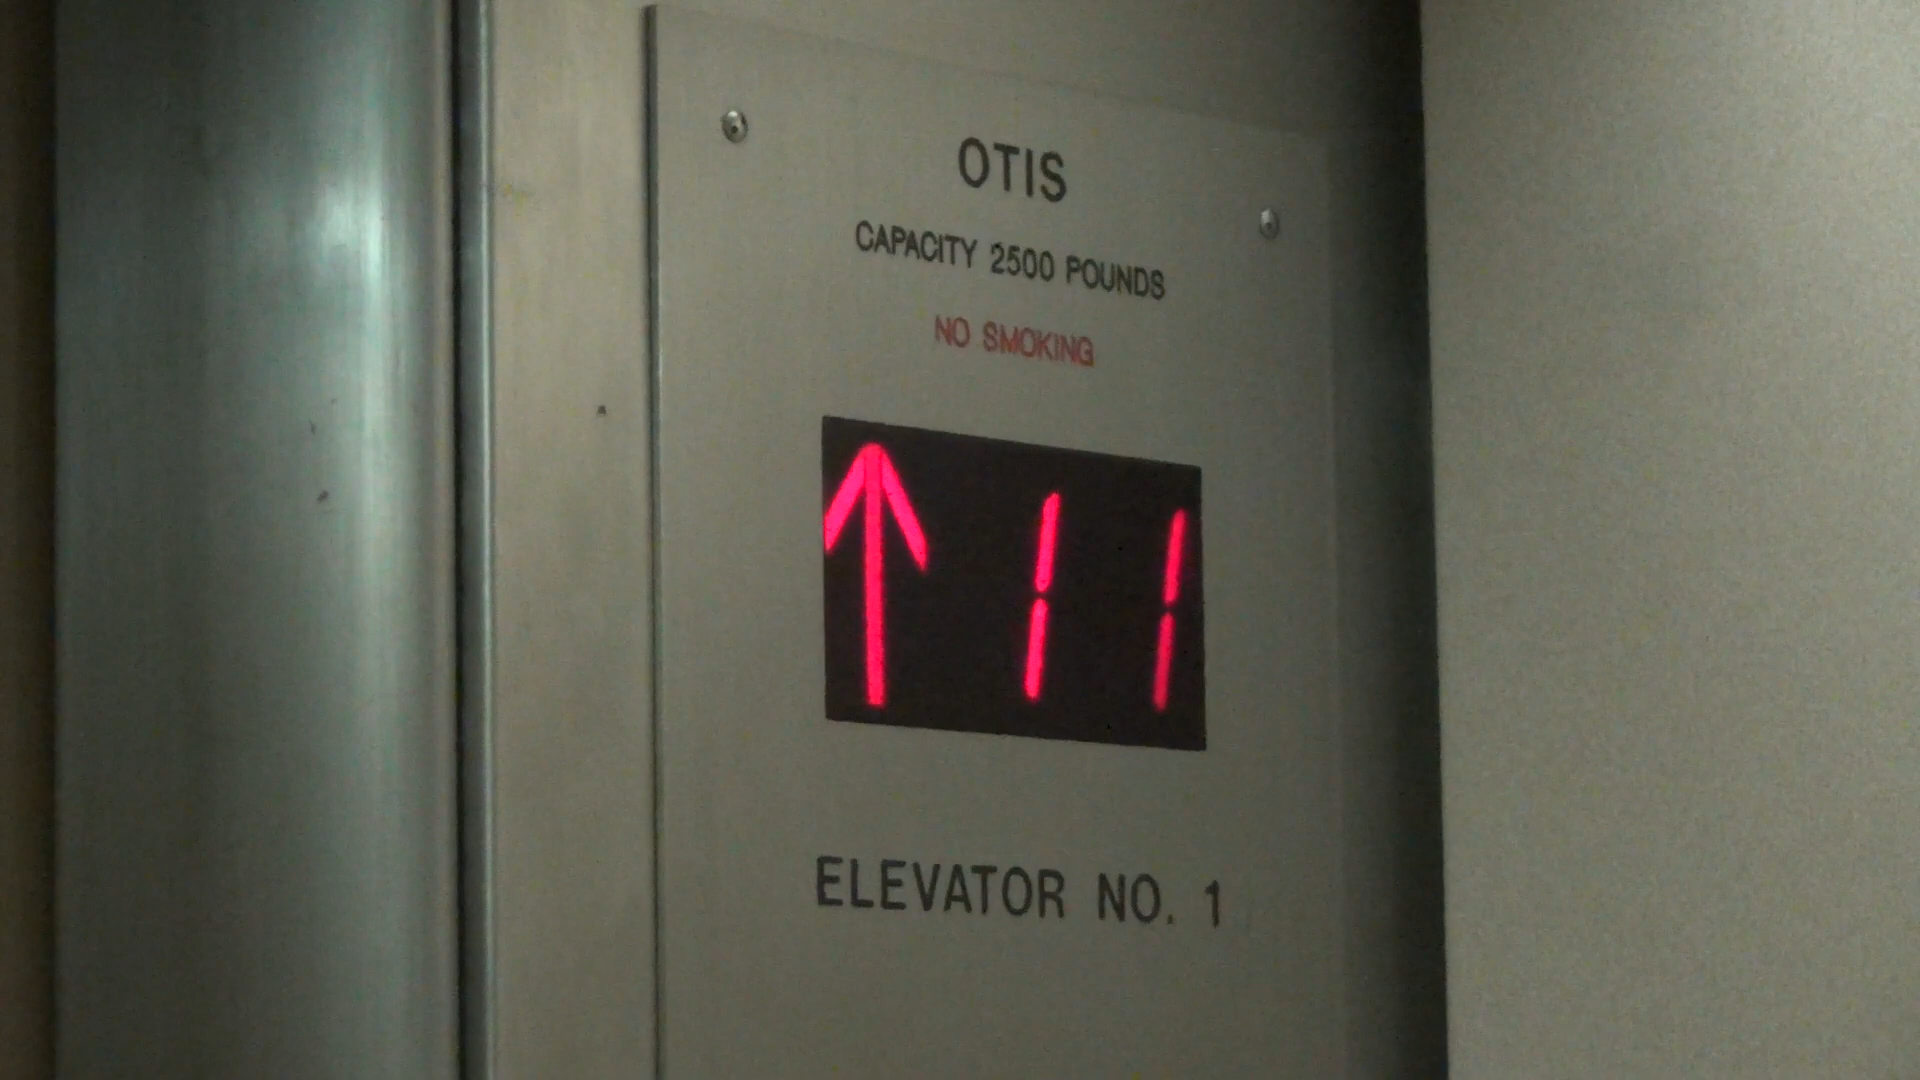 OTIS
CAPACITY 2500 POUNDS
NO SMOKING
↑ 11
ELEVATOR NO. 1